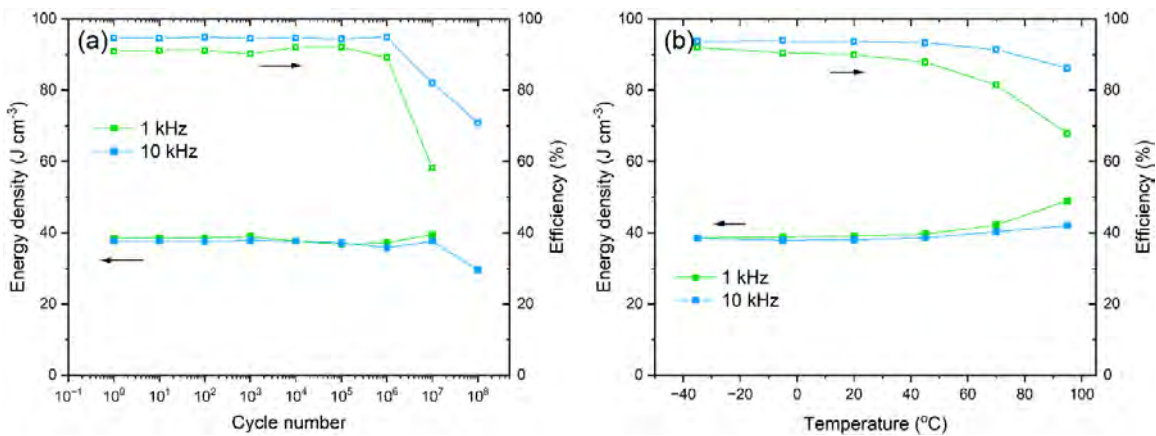 (a)
Energy density (J cm⁻³)
100
80
60
40
20
0
1 kHz
10 kHz
10⁻¹ 10⁰ 10¹ 10² 10³ 10⁴ 10⁵ 10⁶ 10⁷ 10⁸
Cycle number
100
80
60
40
20
0
Efficiency (%)
(b)
Energy density (J cm⁻³)
100
80
60
40
20
0
1 kHz
10 kHz
−40 −20 0 20 40 60 80 100
Temperature (°C)
100
80
60
40
20
0
Efficiency (%)